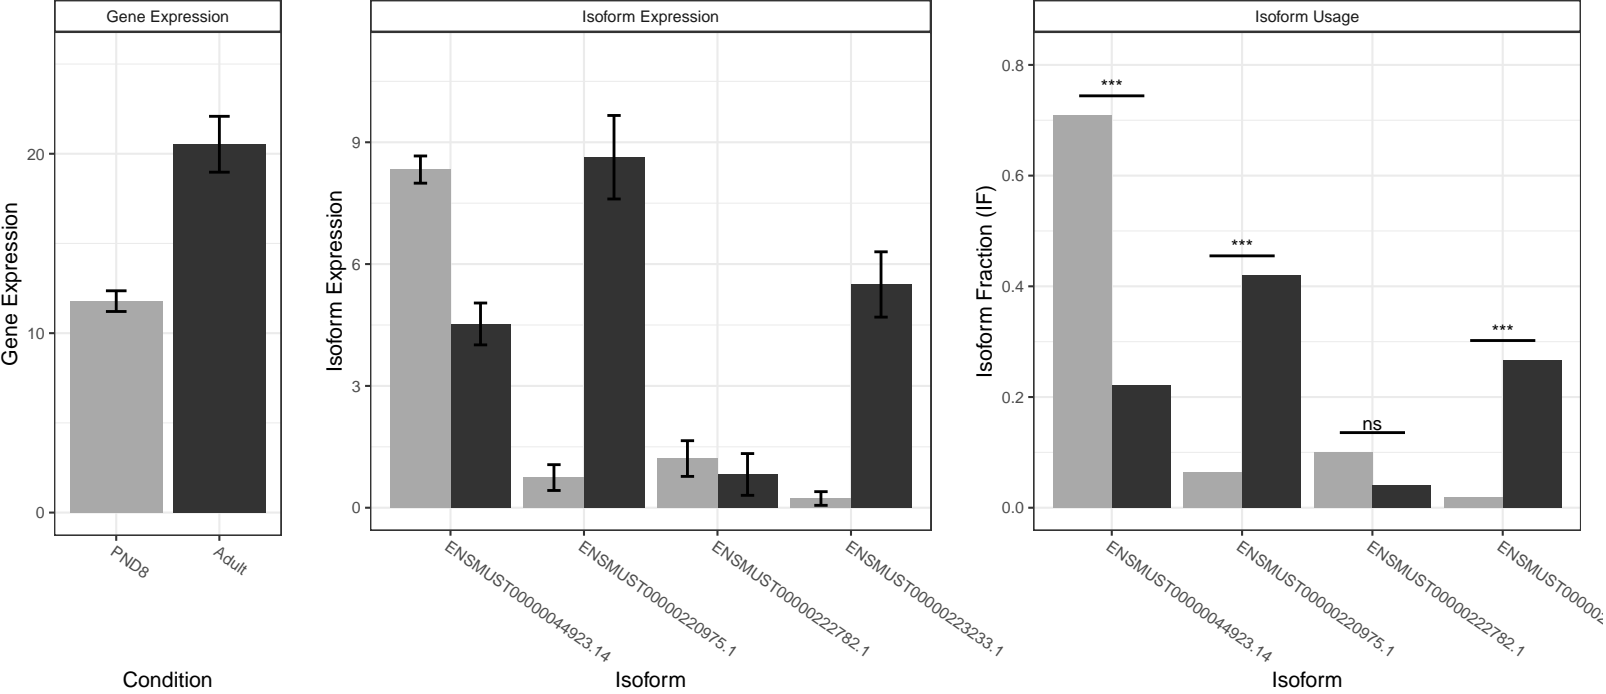 Gene Expression
Gene Expression
20
10
0
PND8
Adult
Condition
Isoform Expression
Isoform Expression
9
6
3
0
ENSMUST00000044923.14
ENSMUST00000220975.1
ENSMUST00000222782.1
ENSMUST00000223233.1
Isoform
Isoform Usage
Isoform Fraction (IF)
0.8
0.6
0.4
0.2
0.0
***
***
ns
***
ENSMUST00000044923.14
ENSMUST00000220975.1
ENSMUST00000222782.1
ENSMUST000002
Isoform